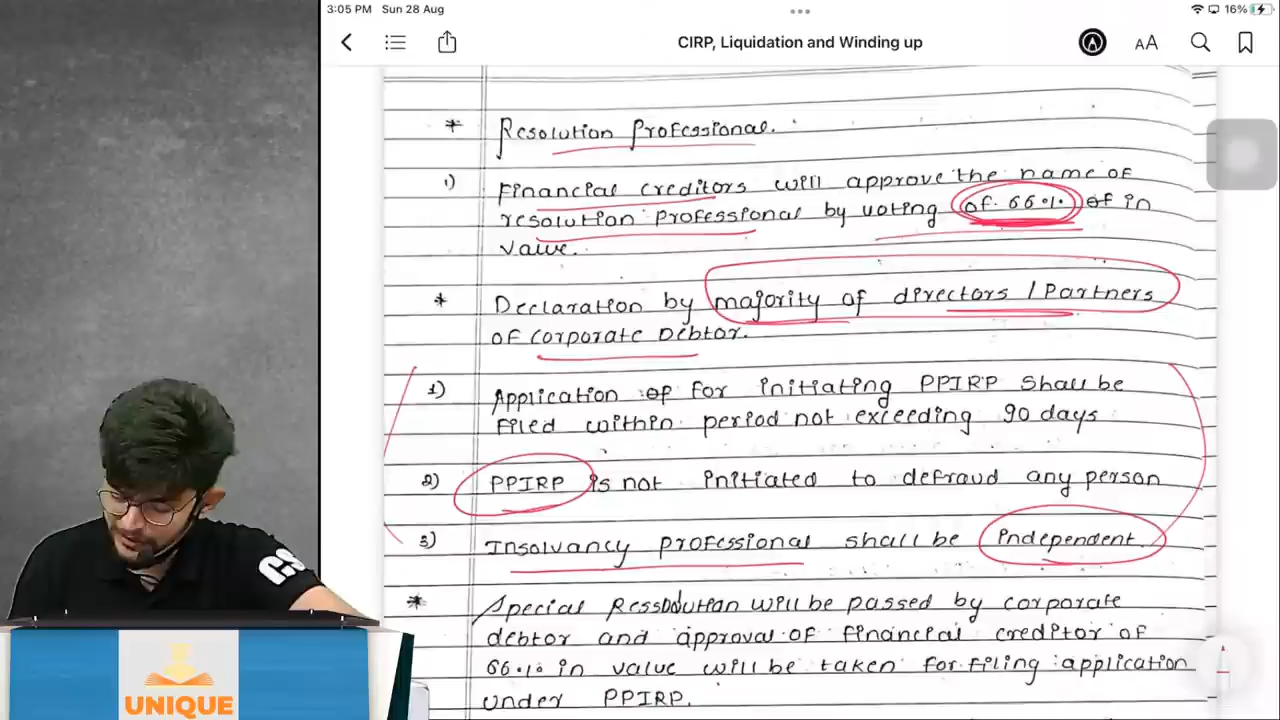 3:05 PM Sun 28 Aug
16%
CIRP, Liquidation and Winding up
AA
* Resolution Professional.
1) Financial creditors will approve the name of
resolution professional by voting of 66% of in
value.
* Declaration by majority of directors / Partners
of corporate Debtor.
1) Application of for initiating PPIRP shall be
filed within period not exceeding 90 days
2) PPIRP is not initiated to defraud any person
3) Insolvancy professional shall be independent.
* Special Ressolution will be passed by corporate
debtor and approval of financial creditor of
66% in value will be taken for filing application
under PPIRP.
CS
UNIQUE